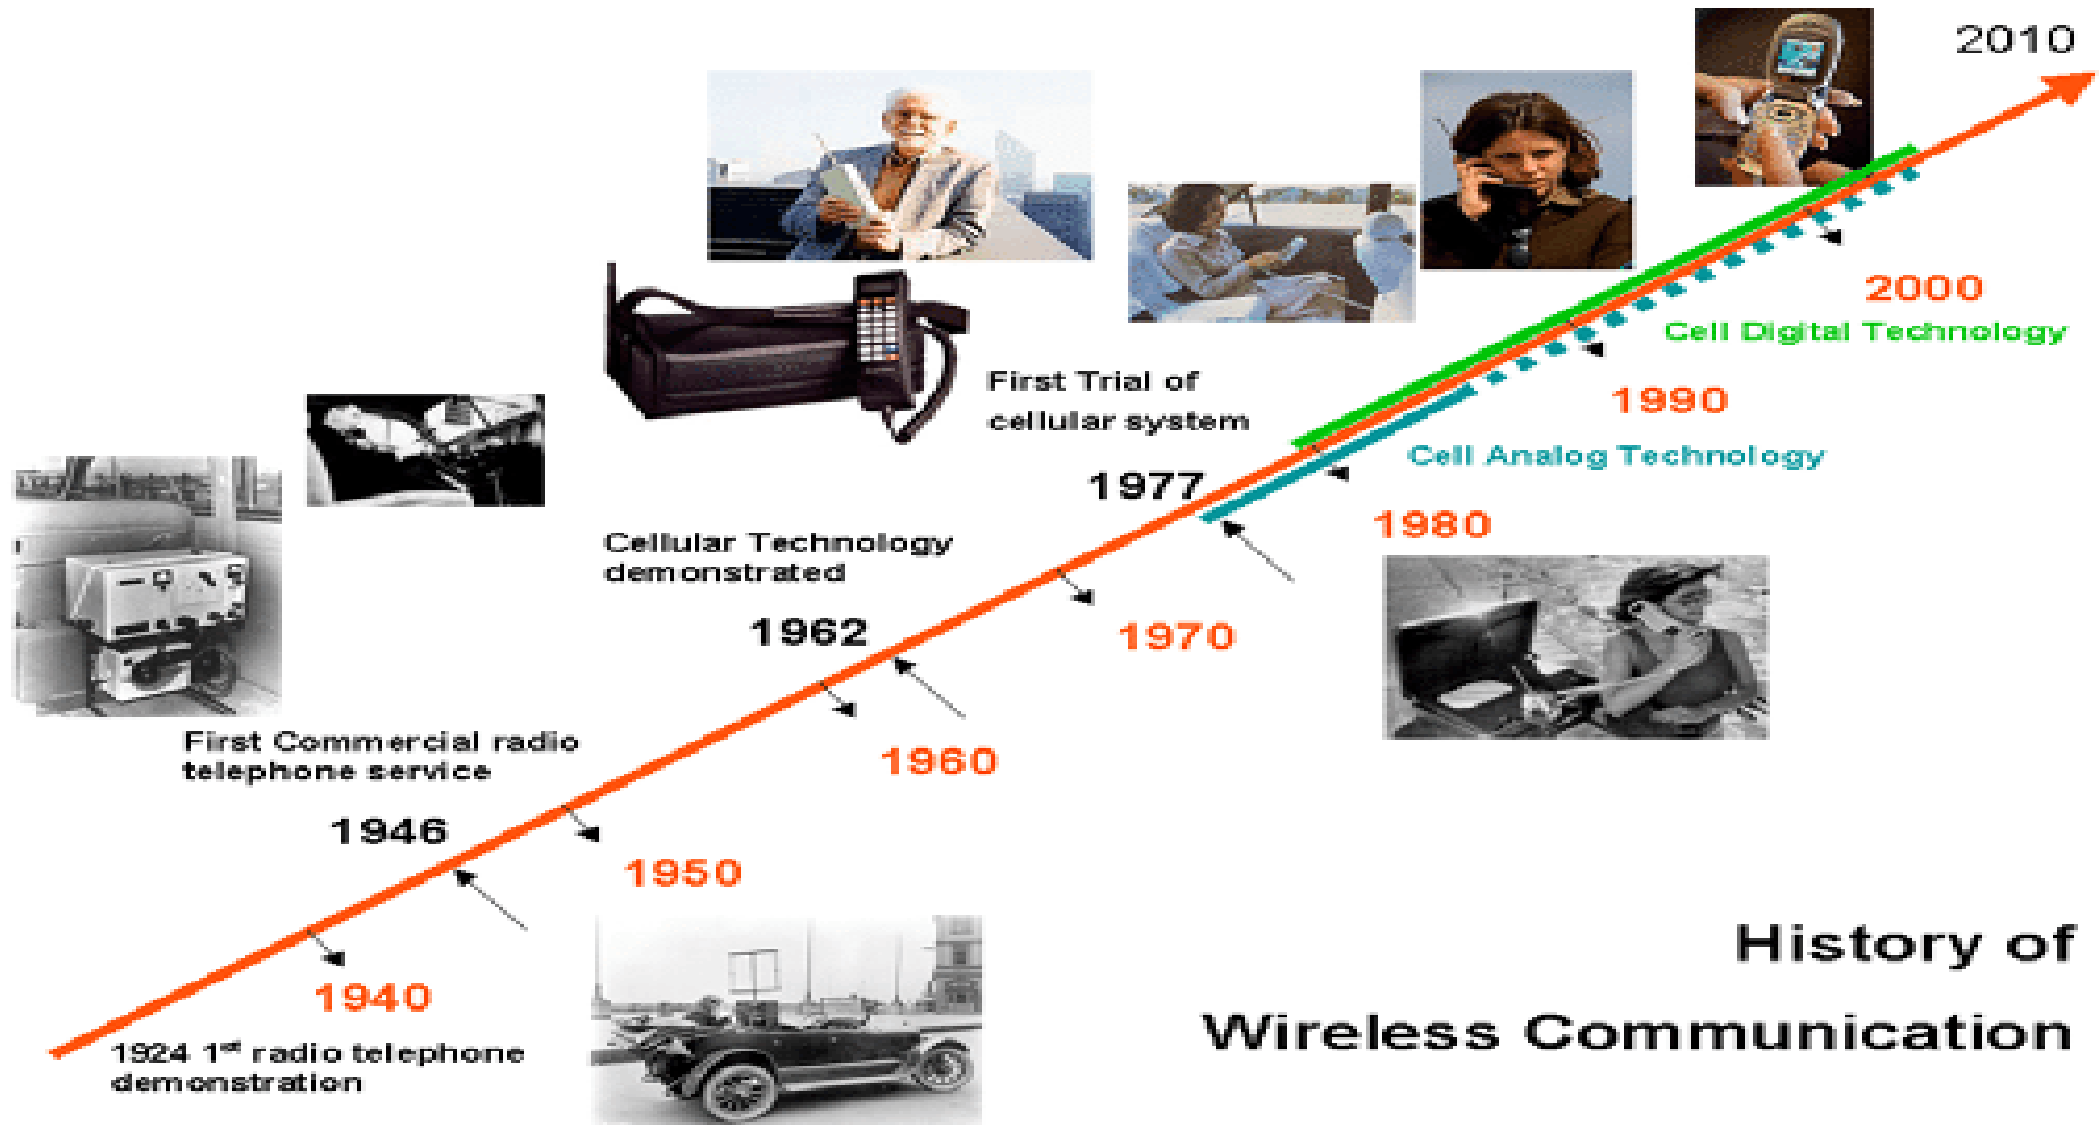 2010
2000
Cell Digital Technology
1990
First Trial of
cellular system
Cell Analog Technology
1977
1980
Cellular Technology
demonstrated
1962
1970
First Commercial radio
telephone service
1960
1946
1950
1940
1924 1st radio telephone
demonstration
History of
Wireless Communication